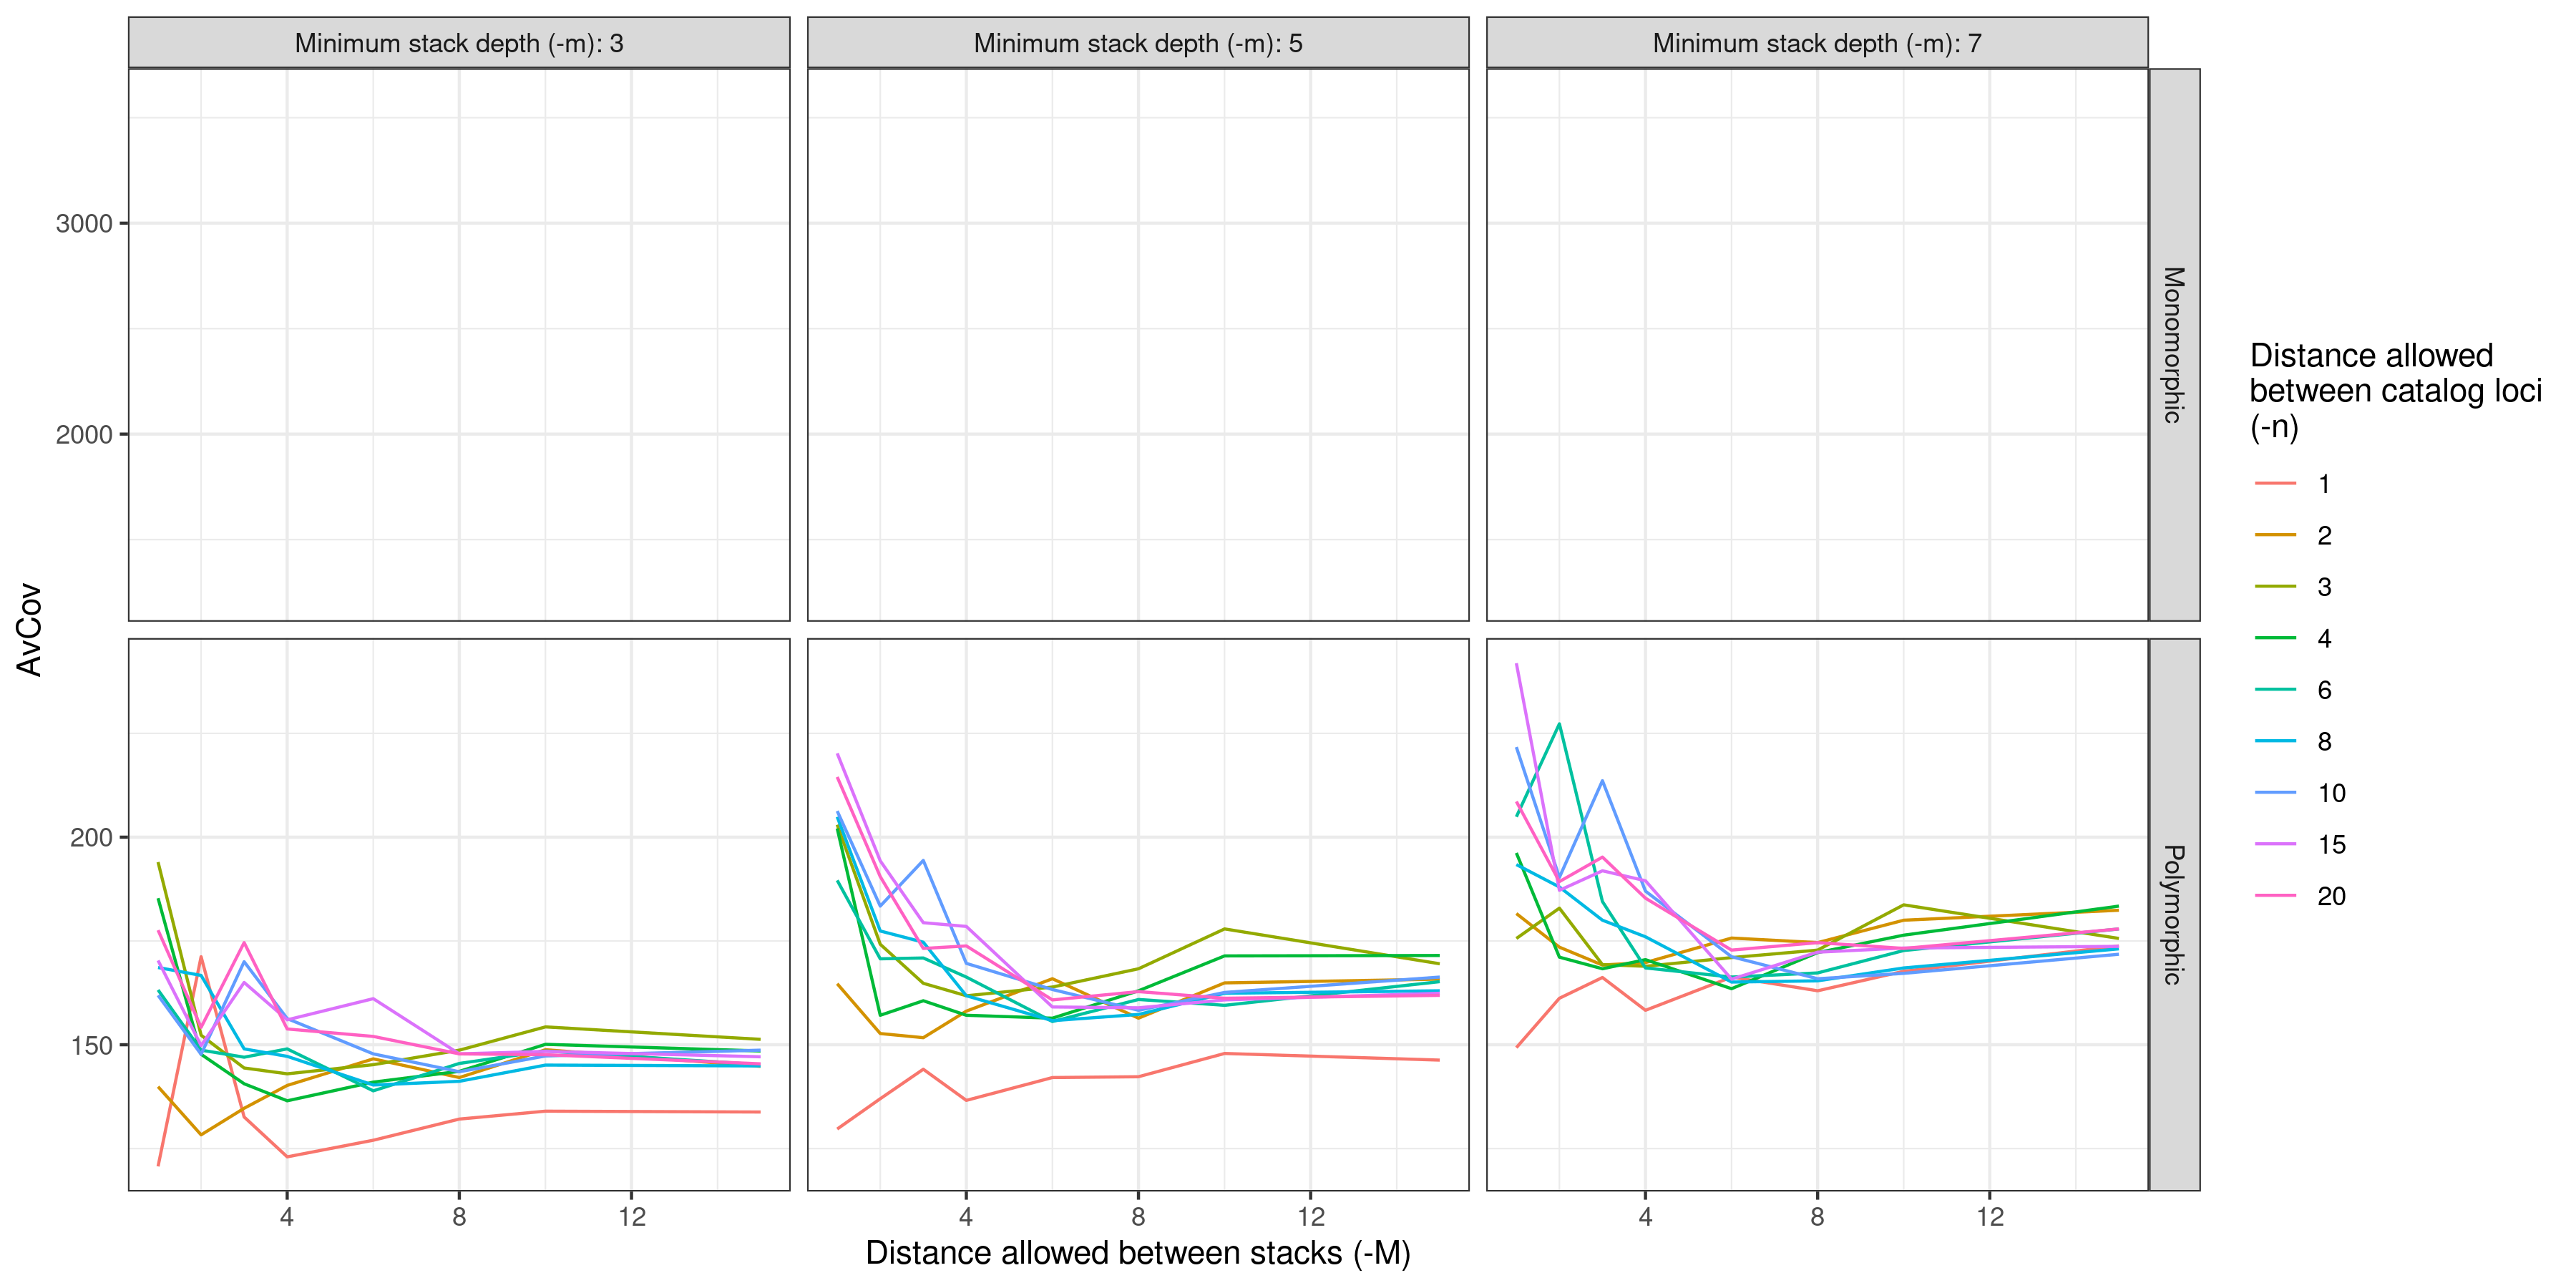 Minimum stack depth (-m): 3
Minimum stack depth (-m): 5
Minimum stack depth (-m): 7
3000
2000
Monomorphic
AvCov
200
150
Polymorphic
4
8
12
4
8
12
4
8
12
Distance allowed between stacks (-M)
Distance allowed
between catalog loci
(-n)
1
2
3
4
6
8
10
15
20